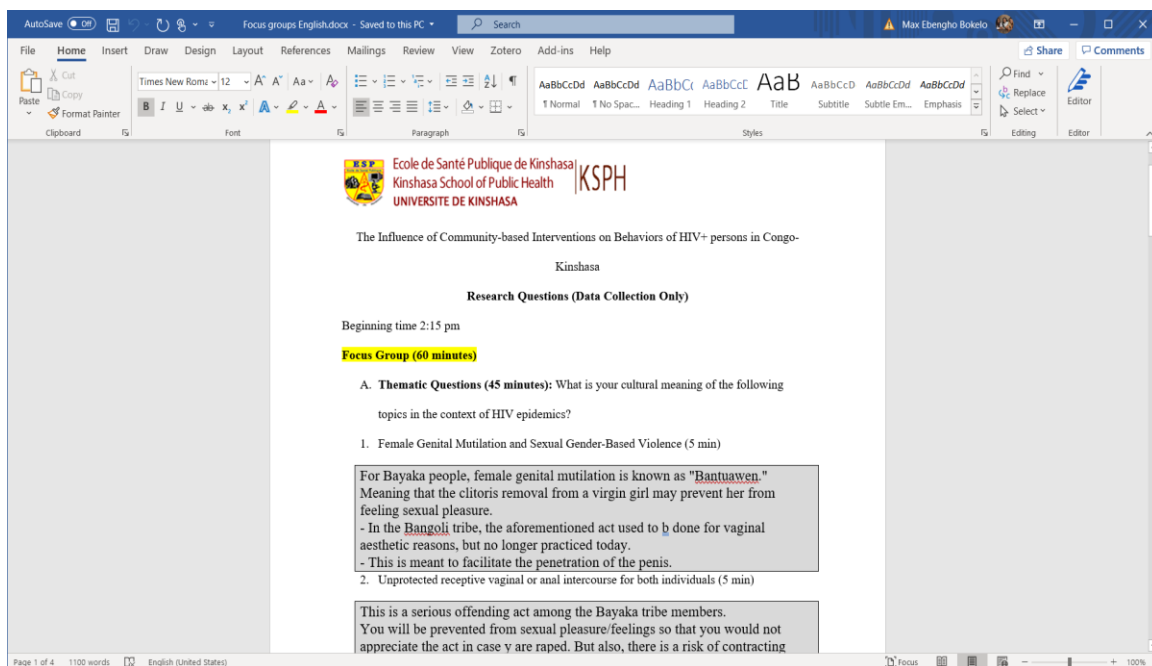 AutoSave Off Focus groups English.docx - Saved to this PC Search Max Ebengho Bokelo
File Home Insert Draw Design Layout References Mailings Review View Zotero Add-ins Help Share Comments
Paste Cut Copy Format Painter
Times New Roma 12 A A Aa A
B I U ab x, x² A A
AaBbCcDd AaBbCcDd AaBbC AaBbCcC AaB AaBbCcD AaBbCcDd AaBbCcDd
¶ Normal ¶ No Spac... Heading 1 Heading 2 Title Subtitle Subtle Em... Emphasis
Find Replace Select Editor
Clipboard Font Paragraph Styles Editing Editor
ESP
Ecole de Santé Publique de Kinshasa
Kinshasa School of Public Health
UNIVERSITE DE KINSHASA
KSPH
The Influence of Community-based Interventions on Behaviors of HIV+ persons in Congo-
Kinshasa
Research Questions (Data Collection Only)
Beginning time 2:15 pm
Focus Group (60 minutes)
A. Thematic Questions (45 minutes): What is your cultural meaning of the following
topics in the context of HIV epidemics?
1. Female Genital Mutilation and Sexual Gender-Based Violence (5 min)
For Bayaka people, female genital mutilation is known as "Bantuawen."
Meaning that the clitoris removal from a virgin girl may prevent her from
feeling sexual pleasure.
- In the Bangoli tribe, the aforementioned act used to b done for vaginal
aesthetic reasons, but no longer practiced today.
- This is meant to facilitate the penetration of the penis.
2. Unprotected receptive vaginal or anal intercourse for both individuals (5 min)
This is a serious offending act among the Bayaka tribe members.
You will be prevented from sexual pleasure/feelings so that you would not
appreciate the act in case y are raped. But also, there is a risk of contracting
Page 1 of 4 1100 words English (United States) Focus 100%